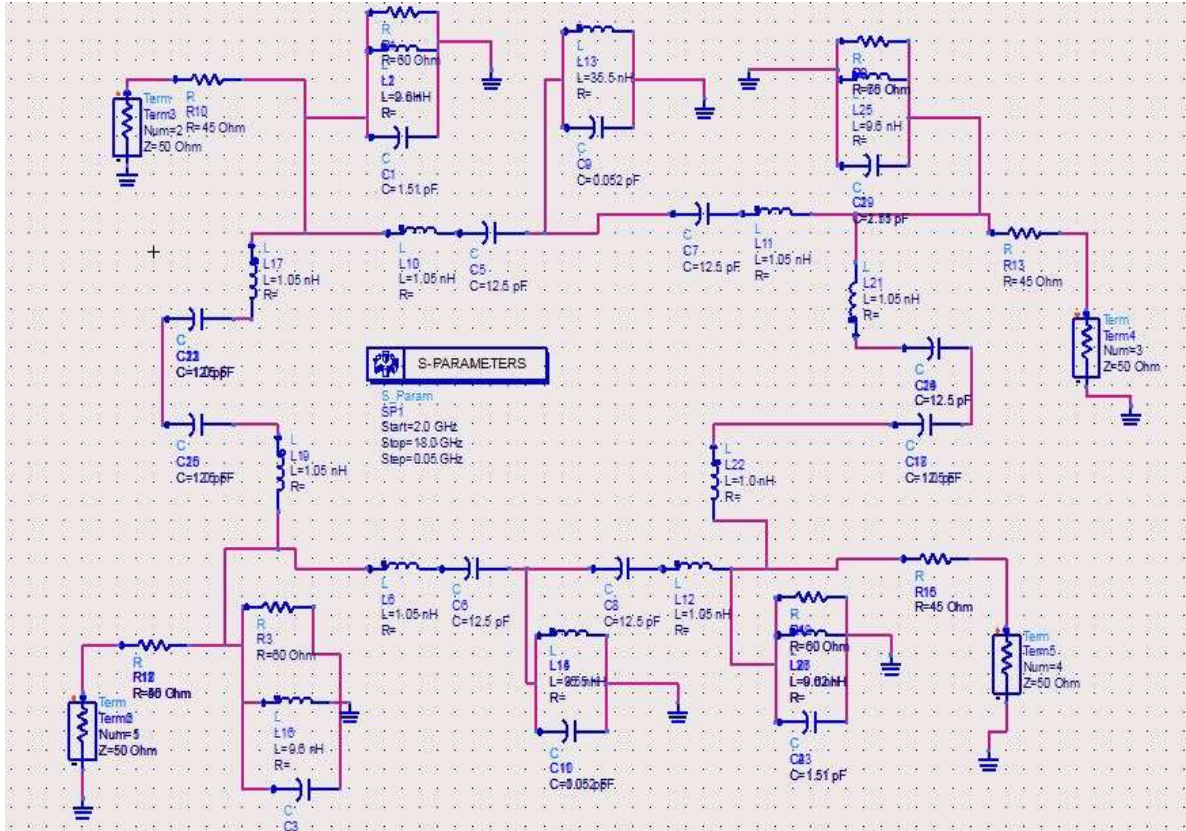 R
R=60 Ohm
L
R=
C
C1
C=1.51 pF
L
L13
L=36.5 nH
R=
C
C9
C=0.052 pF
R
L
L25
L=9.6 nH
R=
C
Term
Term3
Num=2
Z=50 Ohm
R
R10
R=45 Ohm
L
L17
L=1.05 nH
R=
L
L10
L=1.05 nH
R=
C
C5
C=12.5 pF
C
C7
C=12.5 pF
L
L11
L=1.05 nH
R=
R
R13
R=45 Ohm
L
L21
L=1.05 nH
R=
C
C
C=12.5 pF
Term
Term4
Num=3
Z=50 Ohm
S-PARAMETERS
S_Param
SP1
Start=2.0 GHz
Stop=18.0 GHz
Step=0.05 GHz
C
L
L19
L=1.05 nH
R=
C
L
L22
L=1.0 nH
R=
L
L6
L=1.05 nH
R=
C
C6
C=12.5 pF
C
C8
C=12.5 pF
L
L12
L=1.05 nH
R=
R
R16
R=45 Ohm
R
R3
R=60 Ohm
L
L16
L=9.6 nH
R=
C
C3
R
Term
Num=5
Z=50 Ohm
L
R=
C
R
R=60 Ohm
L
R=
C
C=1.51 pF
Term
Term5
Num=4
Z=50 Ohm